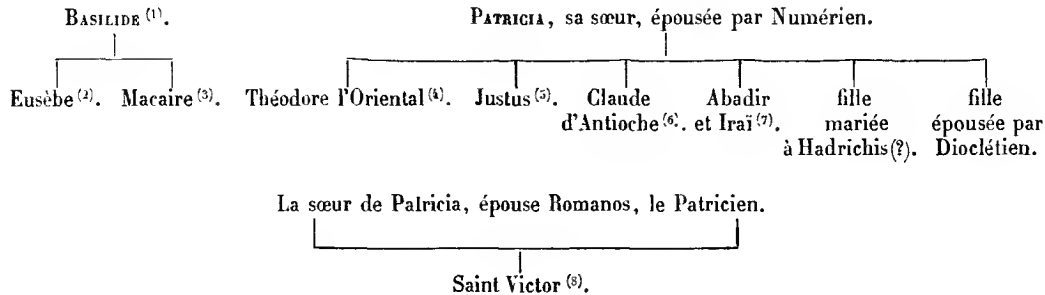 BASILIDE (1). PATRICIA, sa sœur, épousée par Numérien.
Eusèbe (2). Macaire (3). Théodore l'Oriental (4). Justus (5). Claude Abadir fille fille
d'Antioche (6). et Iraï (7). mariée épousée par
à Hadrichis (?). Dioclétien.
La sœur de Patricia, épouse Romanos, le Patricien.
Saint Victor (8).